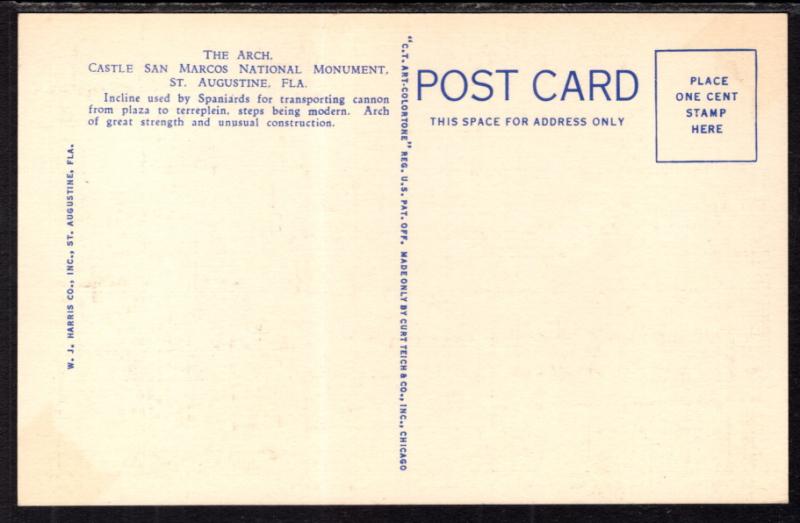 THE ARCH,
CASTLE SAN MARCOS NATIONAL MONUMENT,
ST. AUGUSTINE, FLA.
Incline used by Spaniards for transporting cannon
from plaza to terreplein, steps being modern. Arch
of great strength and unusual construction.
W. J. HARRIS CO., INC., ST. AUGUSTINE, FLA.
"C.T. ART-COLORTONE" REG. U.S. PAT. OFF. MADE ONLY BY CURT TEICH & CO., INC., CHICAGO
POST CARD
THIS SPACE FOR ADDRESS ONLY
PLACE
ONE CENT
STAMP
HERE